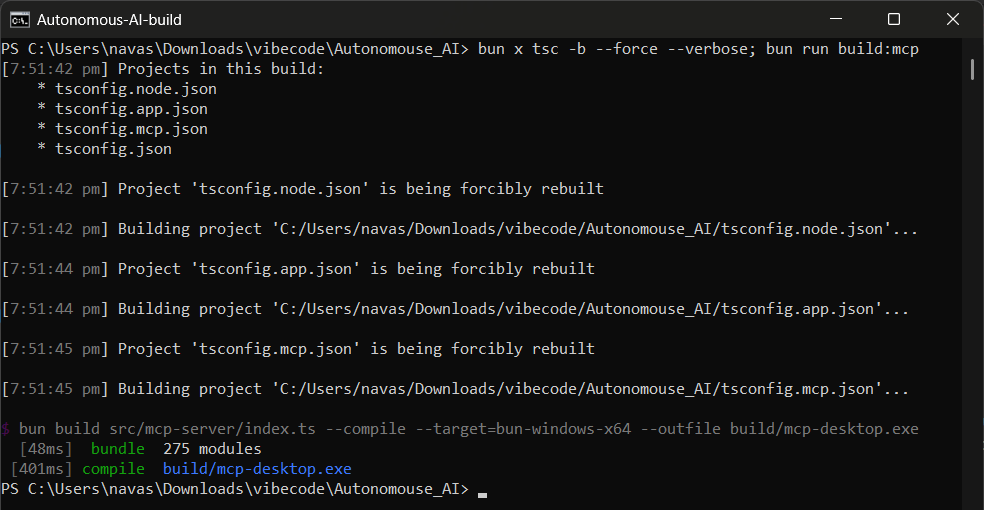 Autonomous-AI-build
PS C:\Users\navas\Downloads\vibecode\Autonomouse_AI> bun x tsc -b --force --verbose; bun run build:mcp
[7:51:42 pm] Projects in this build:
    * tsconfig.node.json
    * tsconfig.app.json
    * tsconfig.mcp.json
    * tsconfig.json
[7:51:42 pm] Project 'tsconfig.node.json' is being forcibly rebuilt
[7:51:42 pm] Building project 'C:/Users/navas/Downloads/vibecode/Autonomouse_AI/tsconfig.node.json'...
[7:51:44 pm] Project 'tsconfig.app.json' is being forcibly rebuilt
[7:51:44 pm] Building project 'C:/Users/navas/Downloads/vibecode/Autonomouse_AI/tsconfig.app.json'...
[7:51:45 pm] Project 'tsconfig.mcp.json' is being forcibly rebuilt
[7:51:45 pm] Building project 'C:/Users/navas/Downloads/vibecode/Autonomouse_AI/tsconfig.mcp.json'...
$ bun build src/mcp-server/index.ts --compile --target=bun-windows-x64 --outfile build/mcp-desktop.exe
  [48ms]  bundle  275 modules
 [401ms] compile  build/mcp-desktop.exe
PS C:\Users\navas\Downloads\vibecode\Autonomouse_AI>